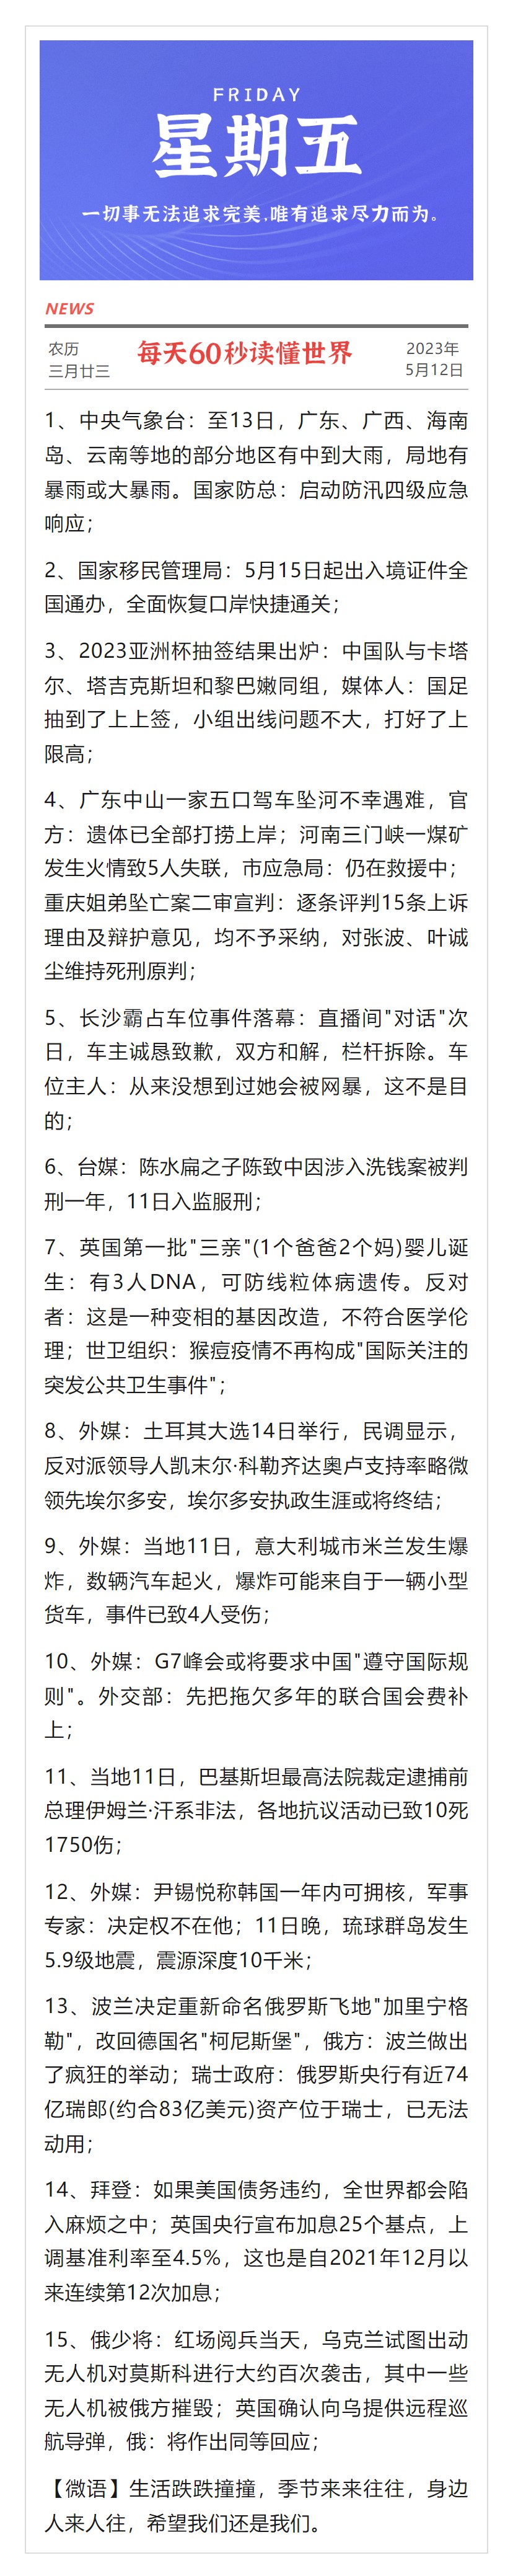 FRIDAY
星期五
一切事无法追求完美,唯有追求尽力而为。
NEWS
农历
三月廿三
每天60秒读懂世界
2023年
5月12日
1、中央气象台：至13日，广东、广西、海南
岛、云南等地的部分地区有中到大雨，局地有
暴雨或大暴雨。国家防总：启动防汛四级应急
响应；
2、国家移民管理局：5月15日起出入境证件全
国通办，全面恢复口岸快捷通关；
3、2023亚洲杯抽签结果出炉：中国队与卡塔
尔、塔吉克斯坦和黎巴嫩同组，媒体人：国足
抽到了上上签，小组出线问题不大，打好了上
限高；
4、广东中山一家五口驾车坠河不幸遇难，官
方：遗体已全部打捞上岸；河南三门峡一煤矿
发生火情致5人失联，市应急局：仍在救援中；
重庆姐弟坠亡案二审宣判：逐条评判15条上诉
理由及辩护意见，均不予采纳，对张波、叶诚
尘维持死刑原判；
5、长沙霸占车位事件落幕：直播间"对话"次
日，车主诚恳致歉，双方和解，栏杆拆除。车
位主人：从来没想到过她会被网暴，这不是目
的；
6、台媒：陈水扁之子陈致中因涉入洗钱案被判
刑一年，11日入监服刑；
7、英国第一批"三亲"(1个爸爸2个妈)婴儿诞
生：有3人DNA，可防线粒体病遗传。反对
者：这是一种变相的基因改造，不符合医学伦
理；世卫组织：猴痘疫情不再构成"国际关注的
突发公共卫生事件"；
8、外媒：土耳其大选14日举行，民调显示，
反对派领导人凯末尔·科勒齐达奥卢支持率略微
领先埃尔多安，埃尔多安执政生涯或将终结；
9、外媒：当地11日，意大利城市米兰发生爆
炸，数辆汽车起火，爆炸可能来自于一辆小型
货车，事件已致4人受伤；
10、外媒：G7峰会或将要求中国"遵守国际规
则"。外交部：先把拖欠多年的联合国会费补
上；
11、当地11日，巴基斯坦最高法院裁定逮捕前
总理伊姆兰·汗系非法，各地抗议活动已致10死
1750伤；
12、外媒：尹锡悦称韩国一年内可拥核，军事
专家：决定权不在他；11日晚，琉球群岛发生
5.9级地震，震源深度10千米；
13、波兰决定重新命名俄罗斯飞地"加里宁格
勒"，改回德国名"柯尼斯堡"，俄方：波兰做出
了疯狂的举动；瑞士政府：俄罗斯央行有近74
亿瑞郎(约合83亿美元)资产位于瑞士，已无法
动用；
14、拜登：如果美国债务违约，全世界都会陷
入麻烦之中；英国央行宣布加息25个基点，上
调基准利率至4.5%，这也是自2021年12月以
来连续第12次加息；
15、俄少将：红场阅兵当天，乌克兰试图出动
无人机对莫斯科进行大约百次袭击，其中一些
无人机被俄方摧毁；英国确认向乌提供远程巡
航导弹，俄：将作出同等回应；
【微语】生活跌跌撞撞，季节来来往往，身边
人来人往，希望我们还是我们。